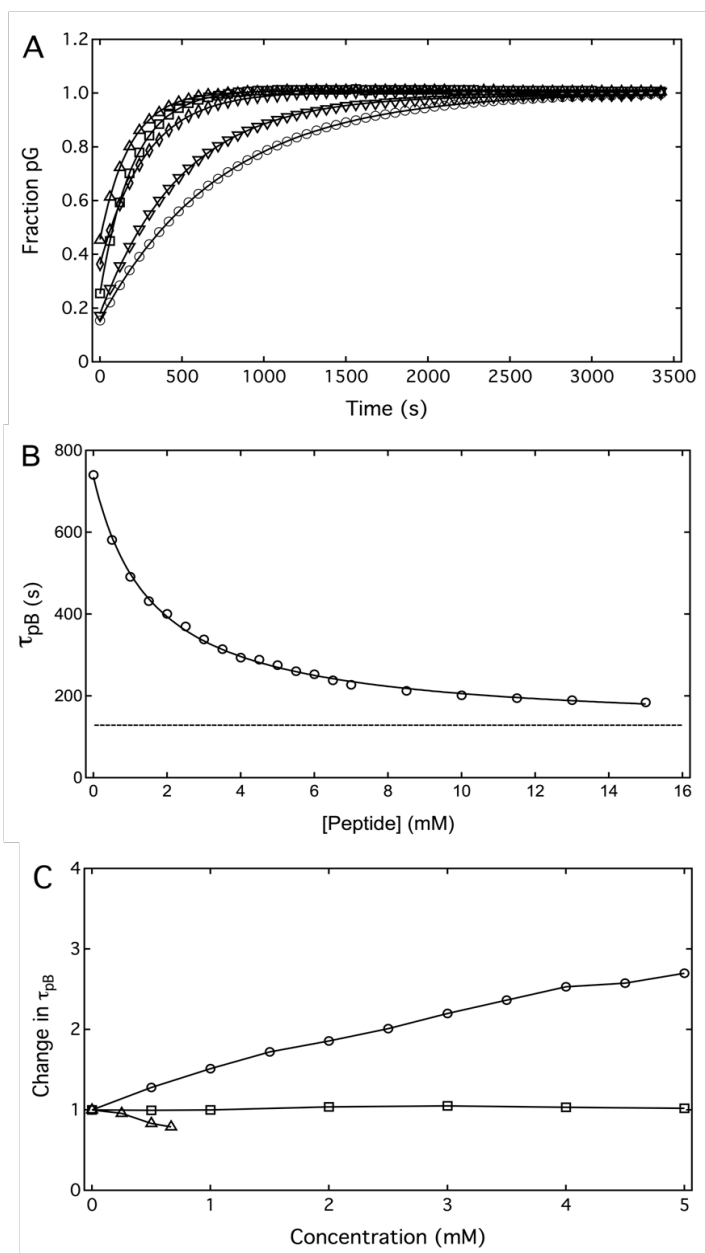 A
1.2
1.0
0.8
0.6
0.4
0.2
0
Fraction pG
0 500 1000 1500 2000 2500 3000 3500
Time (s)
B
800
600
400
200
0
τpB (s)
0 2 4 6 8 10 12 14 16
[Peptide] (mM)
C
4
3
2
1
0
Change in τpB
0 1 2 3 4 5
Concentration (mM)